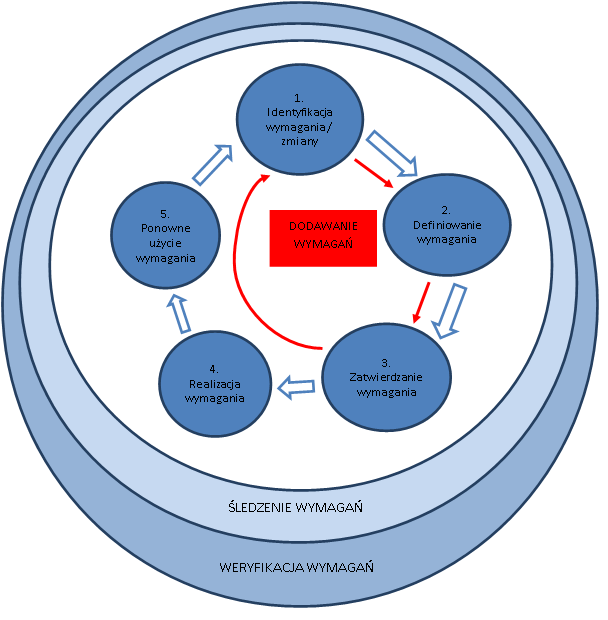 1.
Identyfikacja
wymagania/
zmiany
2.
Definiowanie
wymagania
3.
Zatwierdzanie
wymagania
4.
Realizacja
wymagania
5.
Ponowne
użycie
wymagania
DODAWANIE
WYMAGAŃ
ŚLEDZENIE WYMAGAŃ
WERYFIKACJA WYMAGAŃ